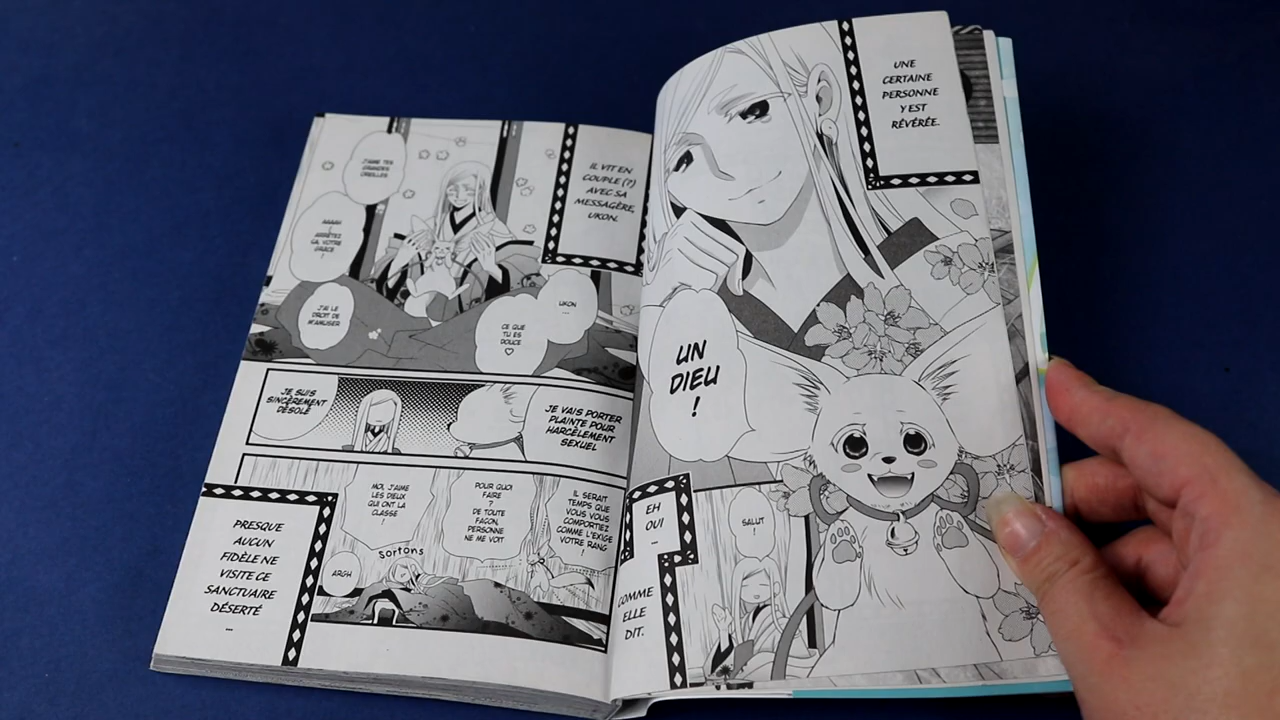 UNE
CERTAINE
PERSONNE
Y EST
RÉVÉRÉE.
UN
DIEU
!
SALUT
!
EH
OUI
...
COMME
ELLE
DIT.
IL VIT EN
COUPLE (?)
AVEC SA
MESSAGÈRE,
UKON.
J'AIME TES
GRANDES
OREILLES
AAAAH
!
ARRÊTEZ
ÇA, VOTRE
GRÂCE
!
UKON
...
CE QUE
TU ES
DOUCE
♡
J'AI LE
DROIT DE
M'AMUSER
JE VAIS PORTER
PLAINTE POUR
HARCÈLEMENT
SEXUEL
JE SUIS
SINCÈREMENT
DÉSOLÉ
IL SERAIT
TEMPS QUE
VOUS VOUS
COMPORTIEZ
COMME L'EXIGE
VOTRE RANG
!
POUR QUOI
FAIRE
?
DE TOUTE
FAÇON,
PERSONNE
NE ME VOIT
MOI, J'AIME
LES DIEUX
QUI ONT LA
CLASSE
!
Sortons
ARGH
PRESQUE
AUCUN
FIDÈLE NE
VISITE CE
SANCTUAIRE
DÉSERTÉ
...